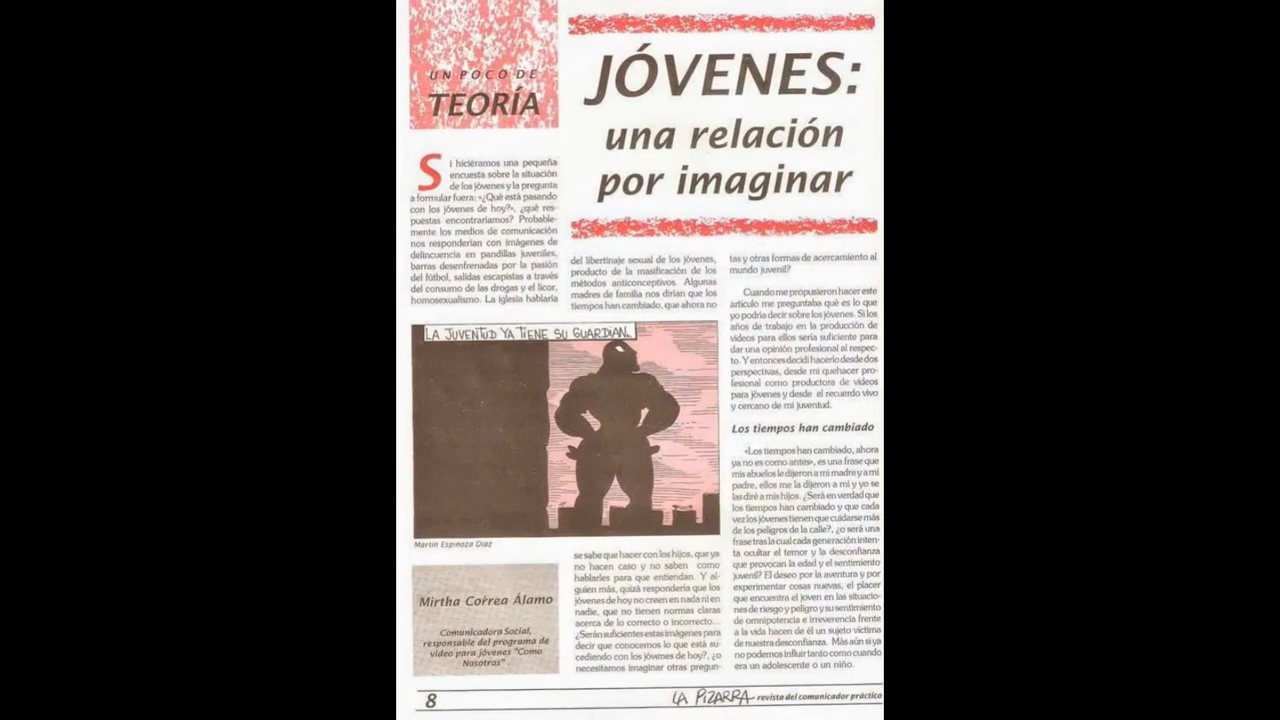 UN POCO DE
TEORÍA
JÓVENES:
una relación
por imaginar
Si hiciéramos una pequeña
encuesta sobre la situación
de los jóvenes y la pregunta
a formular fuera: «¿Qué está pasando
con los jóvenes de hoy?», ¿qué res-
puestas encontraríamos? Probable-
mente los medios de comunicación
nos responderían con imágenes de
delincuencia en pandillas juveniles,
barras desenfrenadas por la pasión
del fútbol, salidas escapistas a través
del consumo de las drogas y el licor,
homosexualismo. La iglesia hablaría
del libertinaje sexual de los jóvenes,
producto de la masificación de los
métodos anticonceptivos. Algunas
madres de familia nos dirían que los
tiempos han cambiado, que ahora no
LA JUVENTUD YA TIENE SU GUARDIAN..
Martín Espinoza Díaz
Mirtha Correa Álamo
Comunicadora Social,
responsable del programa de
video para jóvenes "Como
Nosotros"
se sabe que hacer con los hijos, que ya
no hacen caso y no saben como
hablarles para que entiendan. Y al-
guien más, quizá respondería que los
jóvenes de hoy no creen en nada ni en
nadie, que no tienen normas claras
acerca de lo correcto o incorrecto...
¿Serán suficientes estas imágenes para
decir que conocemos lo que está su-
cediendo con los jóvenes de hoy?, ¿o
necesitamos imaginar otras pregun-
tas y otras formas de acercamiento al
mundo juvenil?
Cuando me propusieron hacer este
artículo me preguntaba qué es lo que
yo podría decir sobre los jóvenes. Si los
años de trabajo en la producción de
videos para ellos sería suficiente para
dar una opinión profesional al respec-
to. Y entonces decidí hacerlo desde dos
perspectivas, desde mi quehacer pro-
fesional como productora de videos
para jóvenes y desde el recuerdo vivo
y cercano de mi juventud.
Los tiempos han cambiado
«Los tiempos han cambiado, ahora
ya no es como antes», es una frase que
mis abuelos le dijeron a mi madre y a mi
padre, ellos me la dijeron a mi y yo se
las diré a mis hijos. ¿Será en verdad que
los tiempos han cambiado y que cada
vez los jóvenes tienen que cuidarse más
de los peligros de la calle?, ¿o será una
frase tras la cual cada generación inten-
ta ocultar el temor y la desconfianza
que provocan la edad y el sentimiento
juvenil? El deseo por la aventura y por
experimentar cosas nuevas, el placer
que encuentra el joven en las situacio-
nes de riesgo y peligro y su sentimiento
de omnipotencia e irreverencia frente
a la vida hacen de él un sujeto víctima
de nuestra desconfianza. Más aún si ya
no podemos influir tanto como cuando
era un adolescente o un niño.
8
LA PIZARRA revista del comunicador práctico